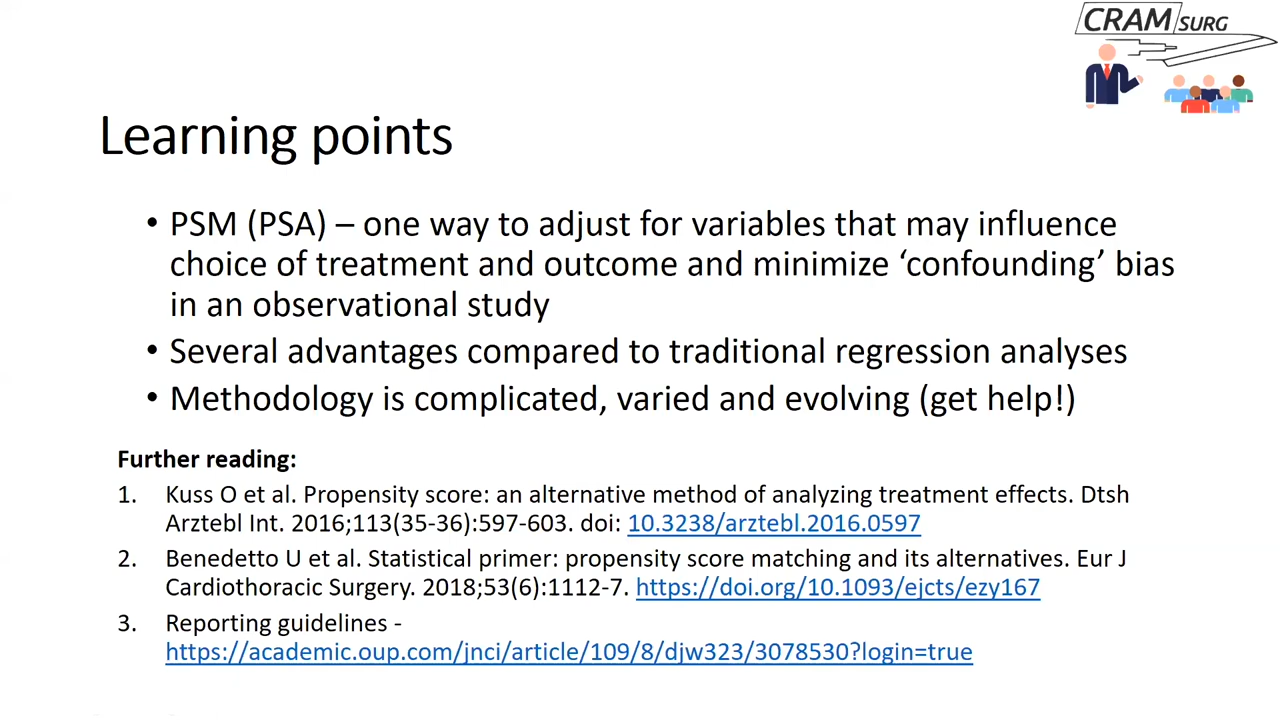 CRAM SURG
Learning points
• PSM (PSA) – one way to adjust for variables that may influence
choice of treatment and outcome and minimize ‘confounding’ bias
in an observational study
• Several advantages compared to traditional regression analyses
• Methodology is complicated, varied and evolving (get help!)
Further reading:
1. Kuss O et al. Propensity score: an alternative method of analyzing treatment effects. Dtsh
Arztebl Int. 2016;113(35-36):597-603. doi: 10.3238/arztebl.2016.0597
2. Benedetto U et al. Statistical primer: propensity score matching and its alternatives. Eur J
Cardiothoracic Surgery. 2018;53(6):1112-7. https://doi.org/10.1093/ejcts/ezy167
3. Reporting guidelines -
https://academic.oup.com/jnci/article/109/8/djw323/3078530?login=true